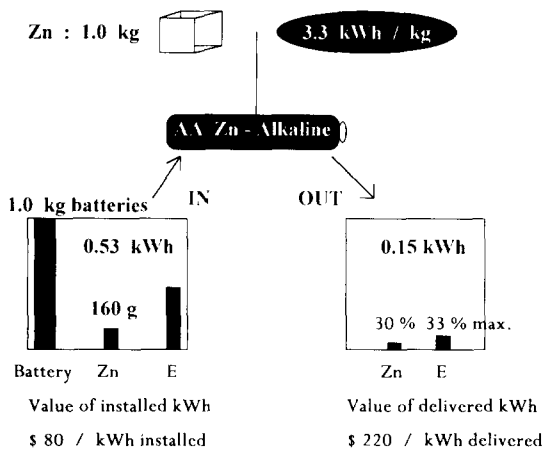 Zn : 1.0 kg
3.3 kWh / kg
AA Zn - Alkaline
IN
OUT
1.0 kg batteries
0.53 kWh
0.15 kWh
160 g
30 %
33 % max.
Battery
Zn
E
Zn
E
Value of installed kWh
Value of delivered kWh
$ 80 / kWh installed
$ 220 / kWh delivered